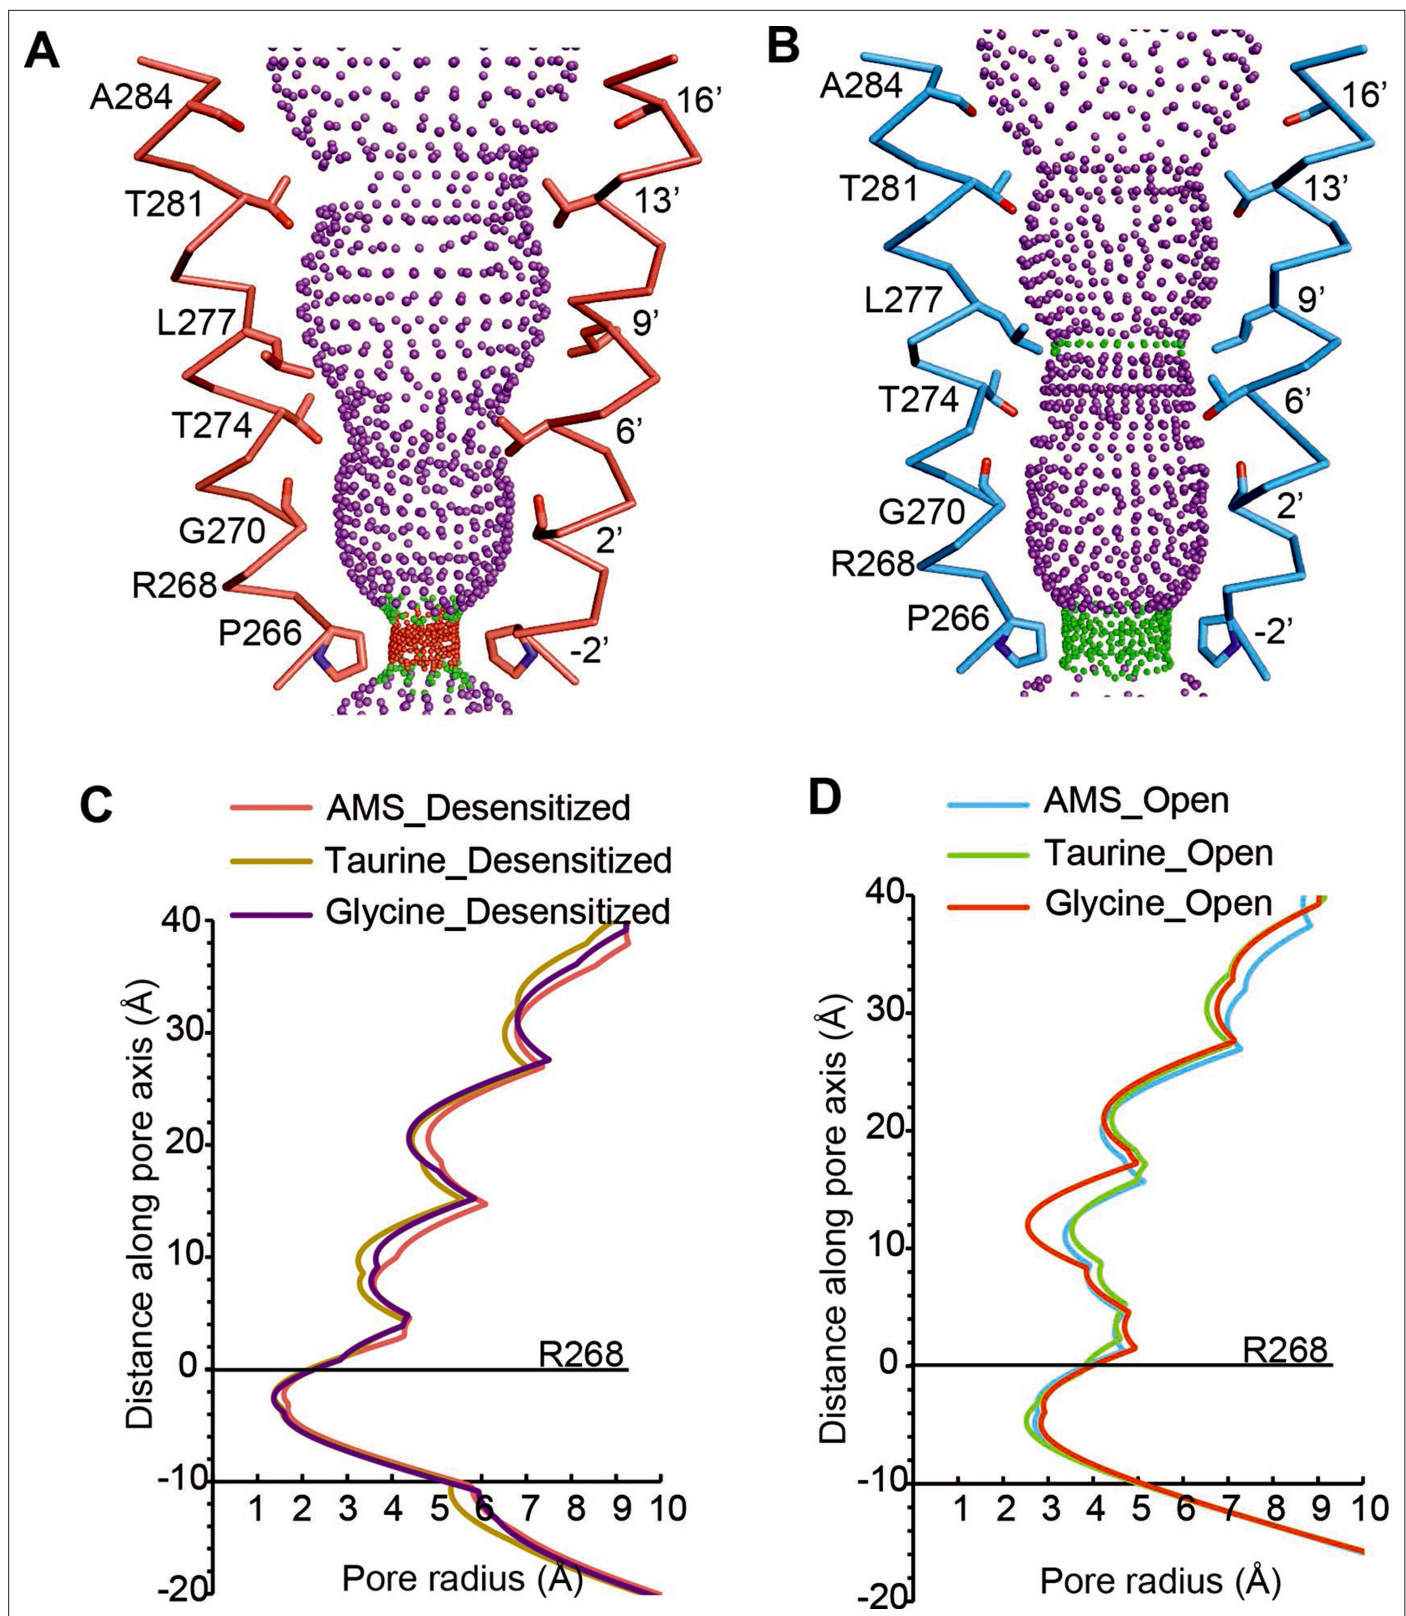 A
B
A284
16’
T281
13’
L277
9’
T274
6’
G270
2’
R268
P266
-2’
A284
16’
T281
13’
L277
9’
T274
6’
G270
2’
R268
P266
-2’
C
AMS_Desensitized
Taurine_Desensitized
Glycine_Desensitized
40
30
20
10
0
-10
-20
Distance along pore axis (Å)
R268
1 2 3 4 5 6 7 8 9 10
Pore radius (Å)
D
AMS_Open
Taurine_Open
Glycine_Open
40
30
20
10
0
-10
-20
Distance along pore axis (Å)
R268
1 2 3 4 5 6 7 8 9 10
Pore radius (Å)